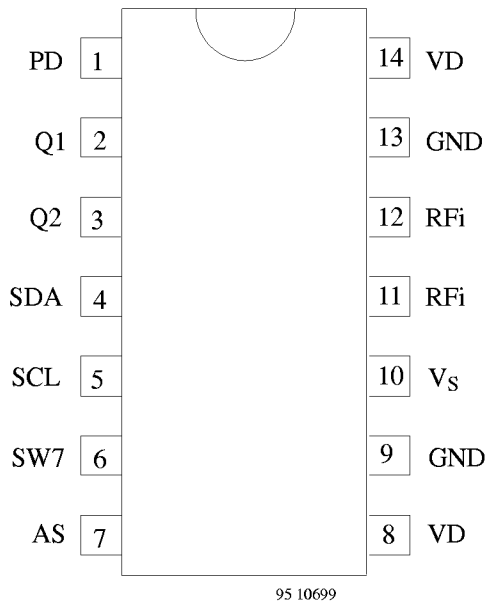 PD 1 14 VD
Q1 2 13 GND
Q2 3 12 RFi
SDA 4 11 RFi
SCL 5 10 VS
SW7 6 9 GND
AS 7 8 VD
95 10699